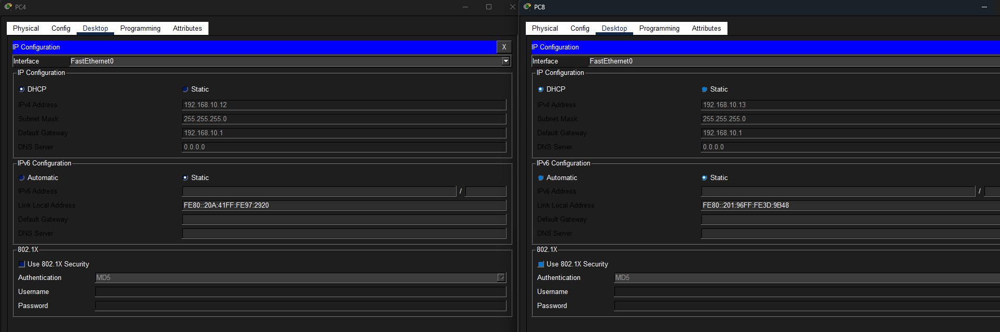 PC4
Physical Config Desktop Programming Attributes
IP Configuration X
Interface FastEthernet0
IP Configuration
DHCP Static
IPv4 Address 192.168.10.12
Subnet Mask 255.255.255.0
Default Gateway 192.168.10.1
DNS Server 0.0.0.0
IPv6 Configuration
Automatic Static
IPv6 Address /
Link Local Address FE80::20A:41FF:FE97:2920
Default Gateway
DNS Server
802.1X
Use 802.1X Security
Authentication MD5
Username
Password
PC8
Physical Config Desktop Programming Attributes
IP Configuration
Interface FastEthernet0
IP Configuration
DHCP Static
IPv4 Address 192.168.10.13
Subnet Mask 255.255.255.0
Default Gateway 192.168.10.1
DNS Server 0.0.0.0
IPv6 Configuration
Automatic Static
IPv6 Address /
Link Local Address FE80::201:96FF:FE3D:9B48
Default Gateway
DNS Server
802.1X
Use 802.1X Security
Authentication MD5
Username
Password